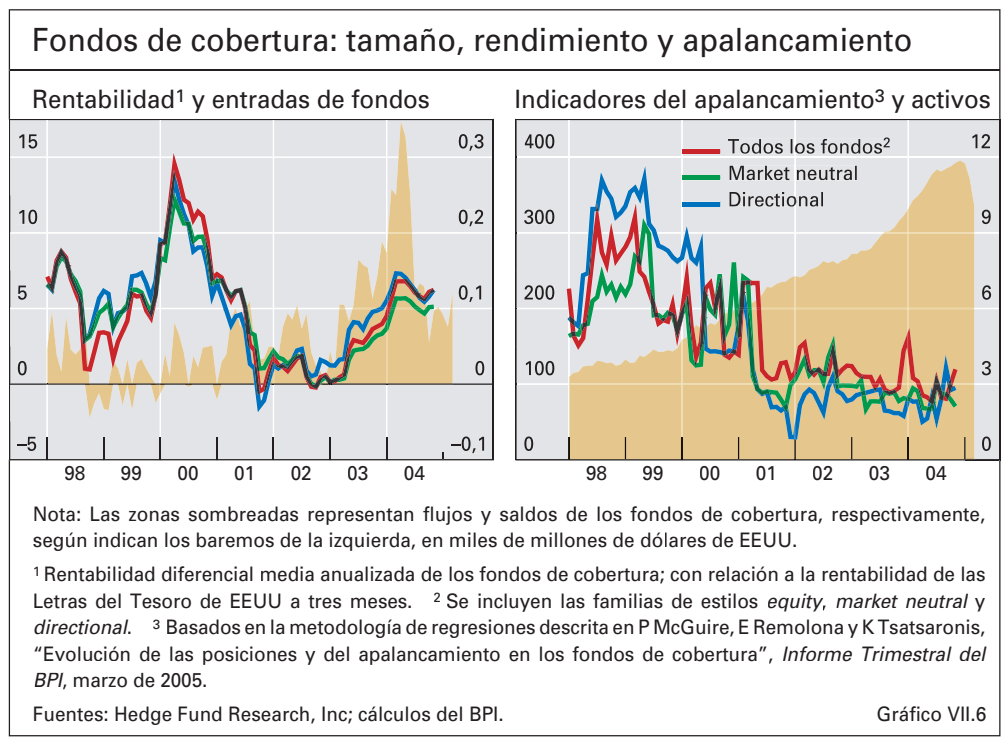 Fondos de cobertura: tamaño, rendimiento y apalancamiento
Rentabilidad¹ y entradas de fondos
15
10
5
0
–5
0,3
0,2
0,1
0
–0,1
98 99 00 01 02 03 04
Indicadores del apalancamiento³ y activos
400
300
200
100
0
Todos los fondos²
Market neutral
Directional
12
9
6
3
0
98 99 00 01 02 03 04
Nota: Las zonas sombreadas representan flujos y saldos de los fondos de cobertura, respectivamente,
según indican los baremos de la izquierda, en miles de millones de dólares de EEUU.
¹ Rentabilidad diferencial media anualizada de los fondos de cobertura; con relación a la rentabilidad de las
Letras del Tesoro de EEUU a tres meses. ² Se incluyen las familias de estilos equity, market neutral y
directional. ³ Basados en la metodología de regresiones descrita en P McGuire, E Remolona y K Tsatsaronis,
“Evolución de las posiciones y del apalancamiento en los fondos de cobertura”, Informe Trimestral del
BPI, marzo de 2005.
Fuentes: Hedge Fund Research, Inc; cálculos del BPI. Gráfico VII.6